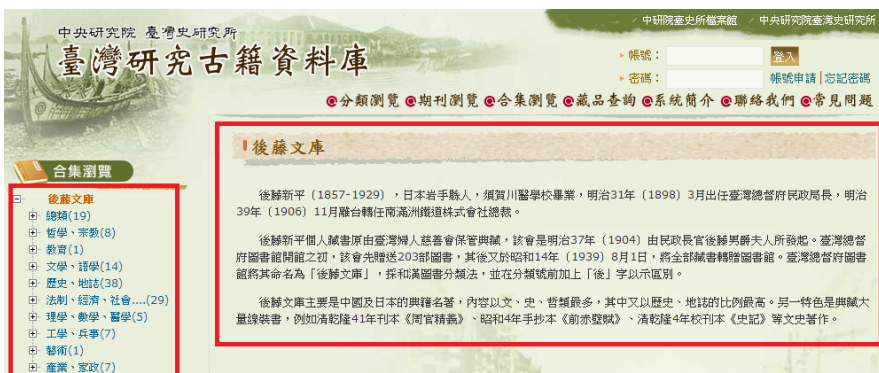 中研院臺史所檔案館 / 中央研究院臺灣史研究所
中央研究院 臺灣史研究所
臺灣研究古籍資料庫
帳號：
登入
密碼：
帳號申請|忘記密碼
分類瀏覽 期刊瀏覽 合集瀏覽 藏品查詢 系統簡介 聯絡我們 常見問題
合集瀏覽
後藤文庫
總類(19)
哲學、宗教(8)
教育(1)
文學、語學(14)
歷史、地誌(38)
法制、經濟、社會....(29)
理學、數學、醫學(5)
工學、兵事(7)
藝術(1)
產業、家政(7)
後藤文庫
後藤新平（1857-1929），日本岩手縣人，須賀川醫學校畢業，明治31年（1898）3月出任臺灣總督府民政局長，明治
39年（1906）11月離台轉任南滿洲鐵道株式會社總裁。
後藤新平個人藏書原由臺灣婦人慈善會保管典藏，該會是明治37年（1904）由民政長官後藤男爵夫人所發起。臺灣總督
府圖書館開館之初，該會先贈送203部圖書，其後又於昭和14年（1939）8月1日，將全部藏書轉贈圖書館。臺灣總督府圖書
館將其命名為「後藤文庫」，採和漢圖書分類法，並在分類號前加上「後」字以示區別。
後藤文庫主要是中國及日本的典籍名著，內容以文、史、哲類最多，其中又以歷史、地誌的比例最高。另一特色是典藏大
量線裝書，例如清乾隆41年刊本《周官精義》、昭和4年手抄本《前赤壁賦》、清乾隆4年校刊本《史記》等文史著作。